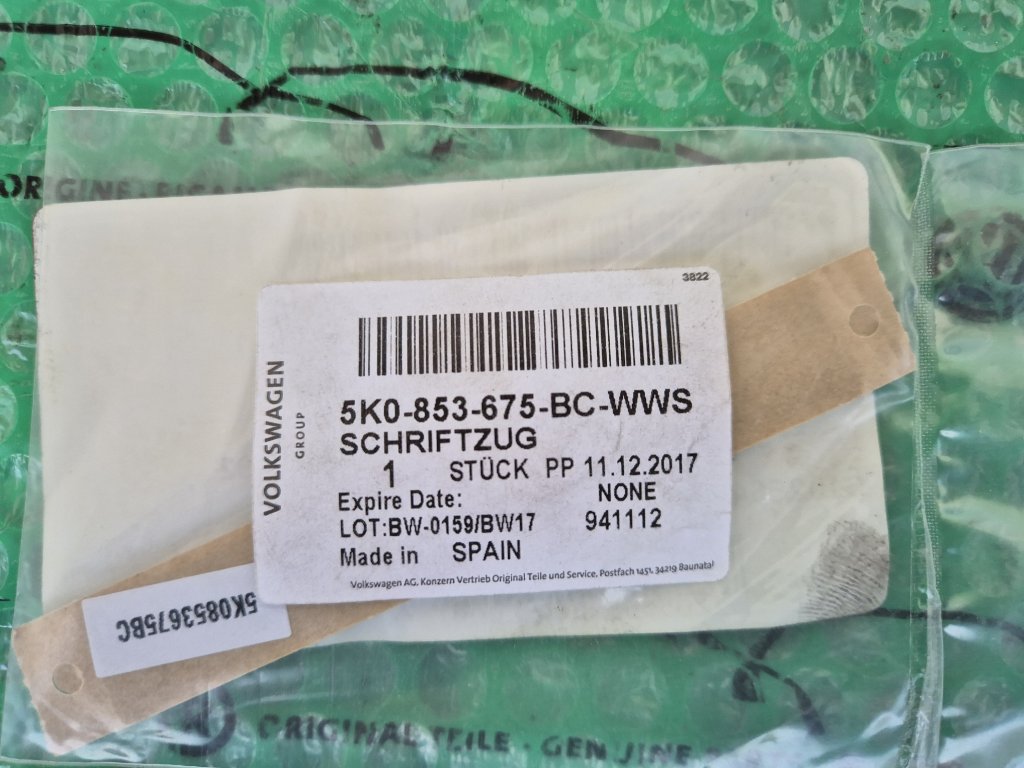 3822
VOLKSWAGEN
GROUP
5K0-853-675-BC-WWS
SCHRIFTZUG
1 STÜCK PP 11.12.2017
Expire Date: NONE
LOT:BW-0159/BW17 941112
Made in SPAIN
Volkswagen AG, Konzern Vertrieb Original Teile und Service, Postfach 1451, 34219 Baunatal
5K0853675BC
ORIGINAL TEILE